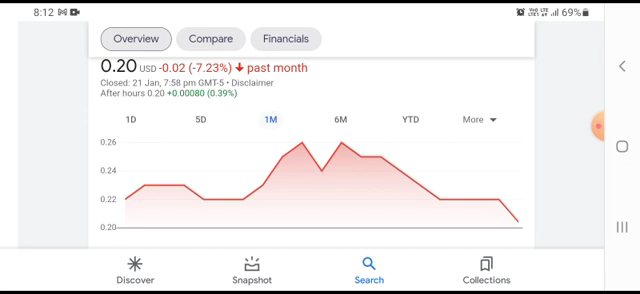 8:12 69%
Overview Compare Financials
0.20 USD -0.02 (-7.23%) past month
Closed: 21 Jan, 7:58 pm GMT-5 • Disclaimer
After hours 0.20 +0.00080 (0.39%)
1D 5D 1M 6M YTD More
0.26
0.24
0.22
0.20
Discover Snapshot Search Collections